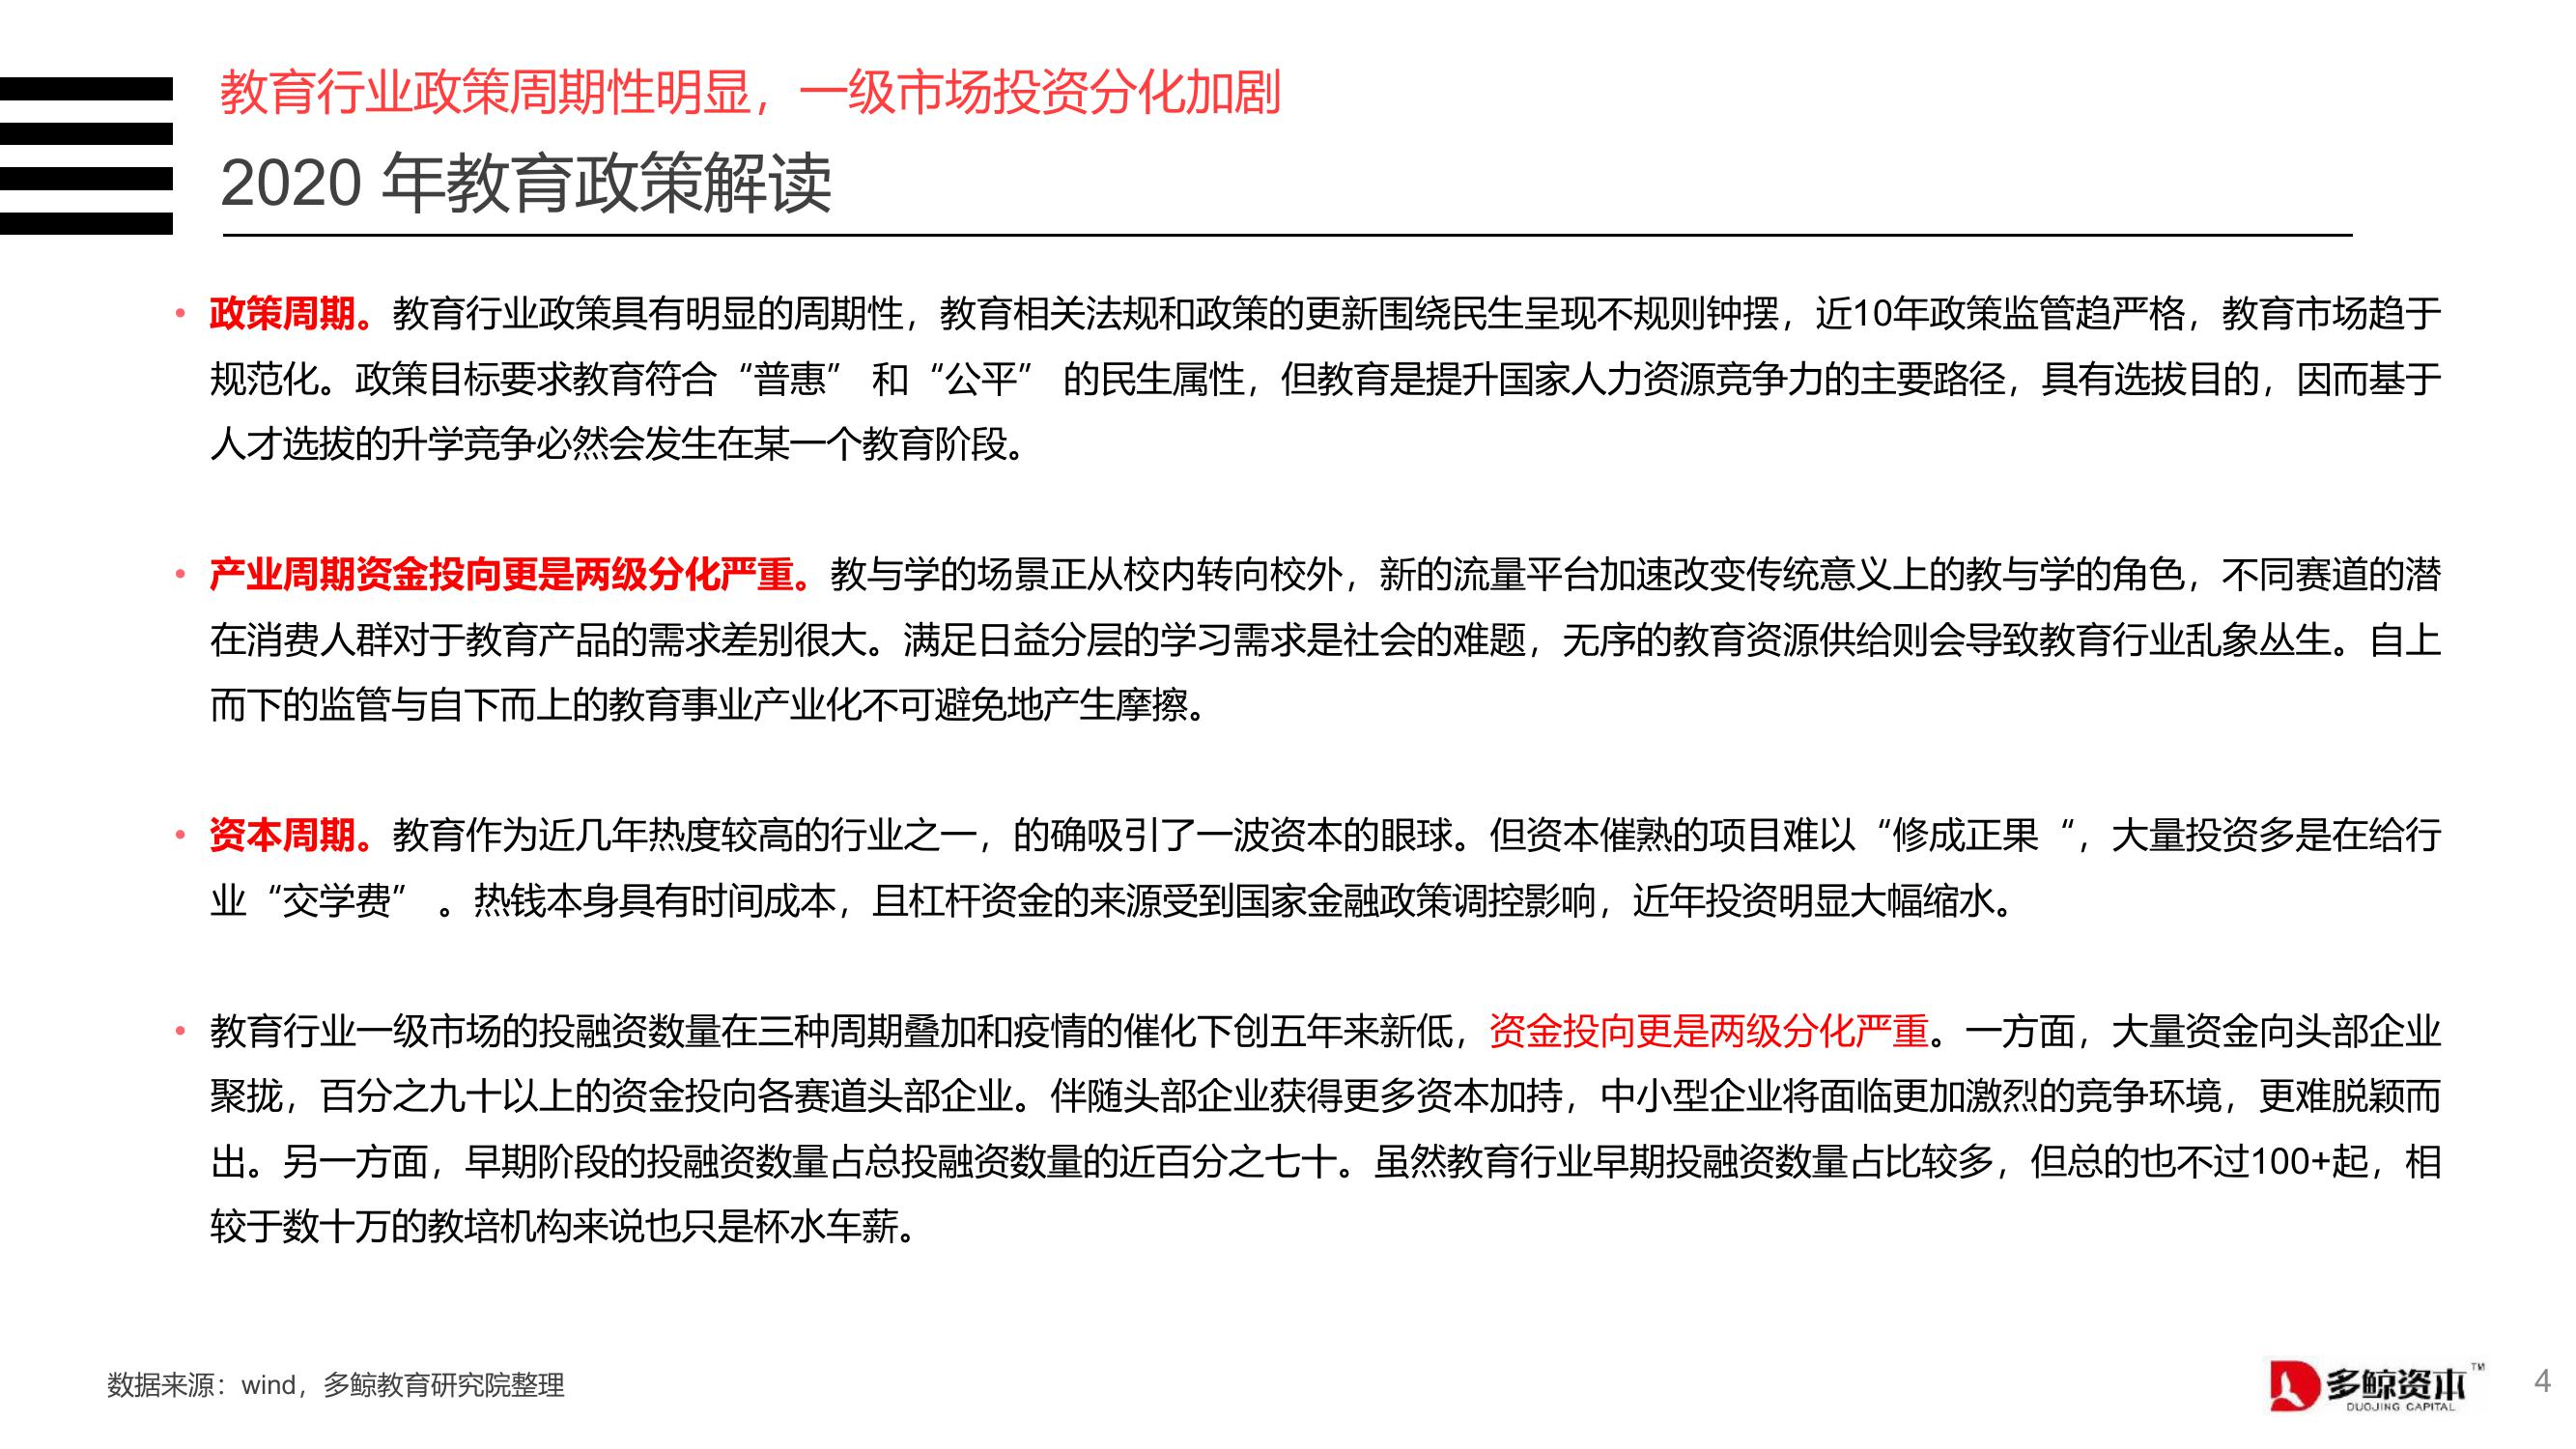 教育行业政策周期性明显，一级市场投资分化加剧
2020 年教育政策解读
• 政策周期。教育行业政策具有明显的周期性，教育相关法规和政策的更新围绕民生呈现不规则钟摆，近10年政策监管趋严格，教育市场趋于
规范化。政策目标要求教育符合“普�” 和“公平” 的民生属性，但教育是提升国家人力资源竞争力的主要路径，具有选拔目的，因而基于
人才选拔的升学竞争必然会发生在某一个教育阶段。
• 产业周期资金投向更是两级分化严重。教与学的场景正从校内转向校外，新的流量平台加速改变传统意义上的教与学的角色，不同赛道的潜
在消费人群对于教育产品的需求差别很大。满足日益分层的学习需求是社会的难题，无序的教育资源供给则会导致教育行业乱象丛生。自上
而下的监管与自下而上的教育事业产业化不可避免地产生摩擦。
• 资本周期。教育作为近几年热度较高的行业之一，的确吸引了一波资本的眼球。但资本催熟的项目难以“修成正果“，大量投资多是在给行
业“交学费” 。热钱本身具有时间成本，且杠杆资金的来源受到国家金融政策调控影响，近年投资明显大幅缩水。
• 教育行业一级市场的投融资数量在三种周期叠加和疫情的催化下创五年来新低，资金投向更是两级分化严重。一方面，大量资金向头部企业
聚拢，百分之九十以上的资金投向各赛道头部企业。伴随头部企业获得更多资本加持，中小型企业将面临更加激烈的竞争环境，更难脱颖而
出。另一方面，早期阶段的投融资数量占总投融资数量的近百分之七十。虽然教育行业早期投融资数量占比较多，但总的也不过100+起，相
较于数十万的教培机构来说也只是杯水车薪。
数据来源：wind，多鲸教育研究院整理
多鲸资本™
DUOJING CAPITAL
4